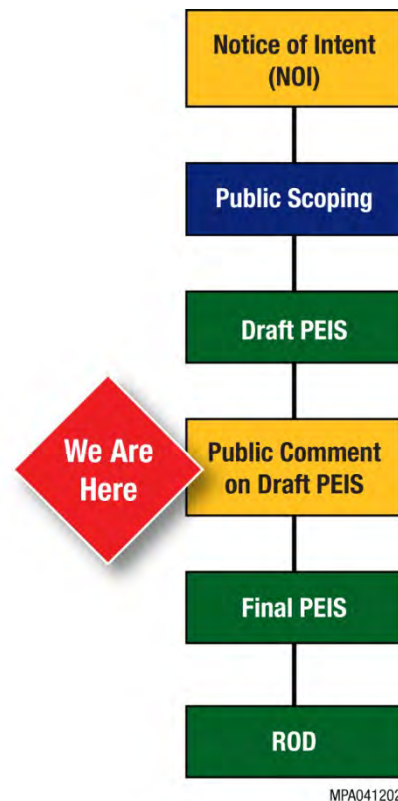 Notice of Intent
(NOI)
Public Scoping
Draft PEIS
We Are
Here
Public Comment
on Draft PEIS
Final PEIS
ROD
MPA041202